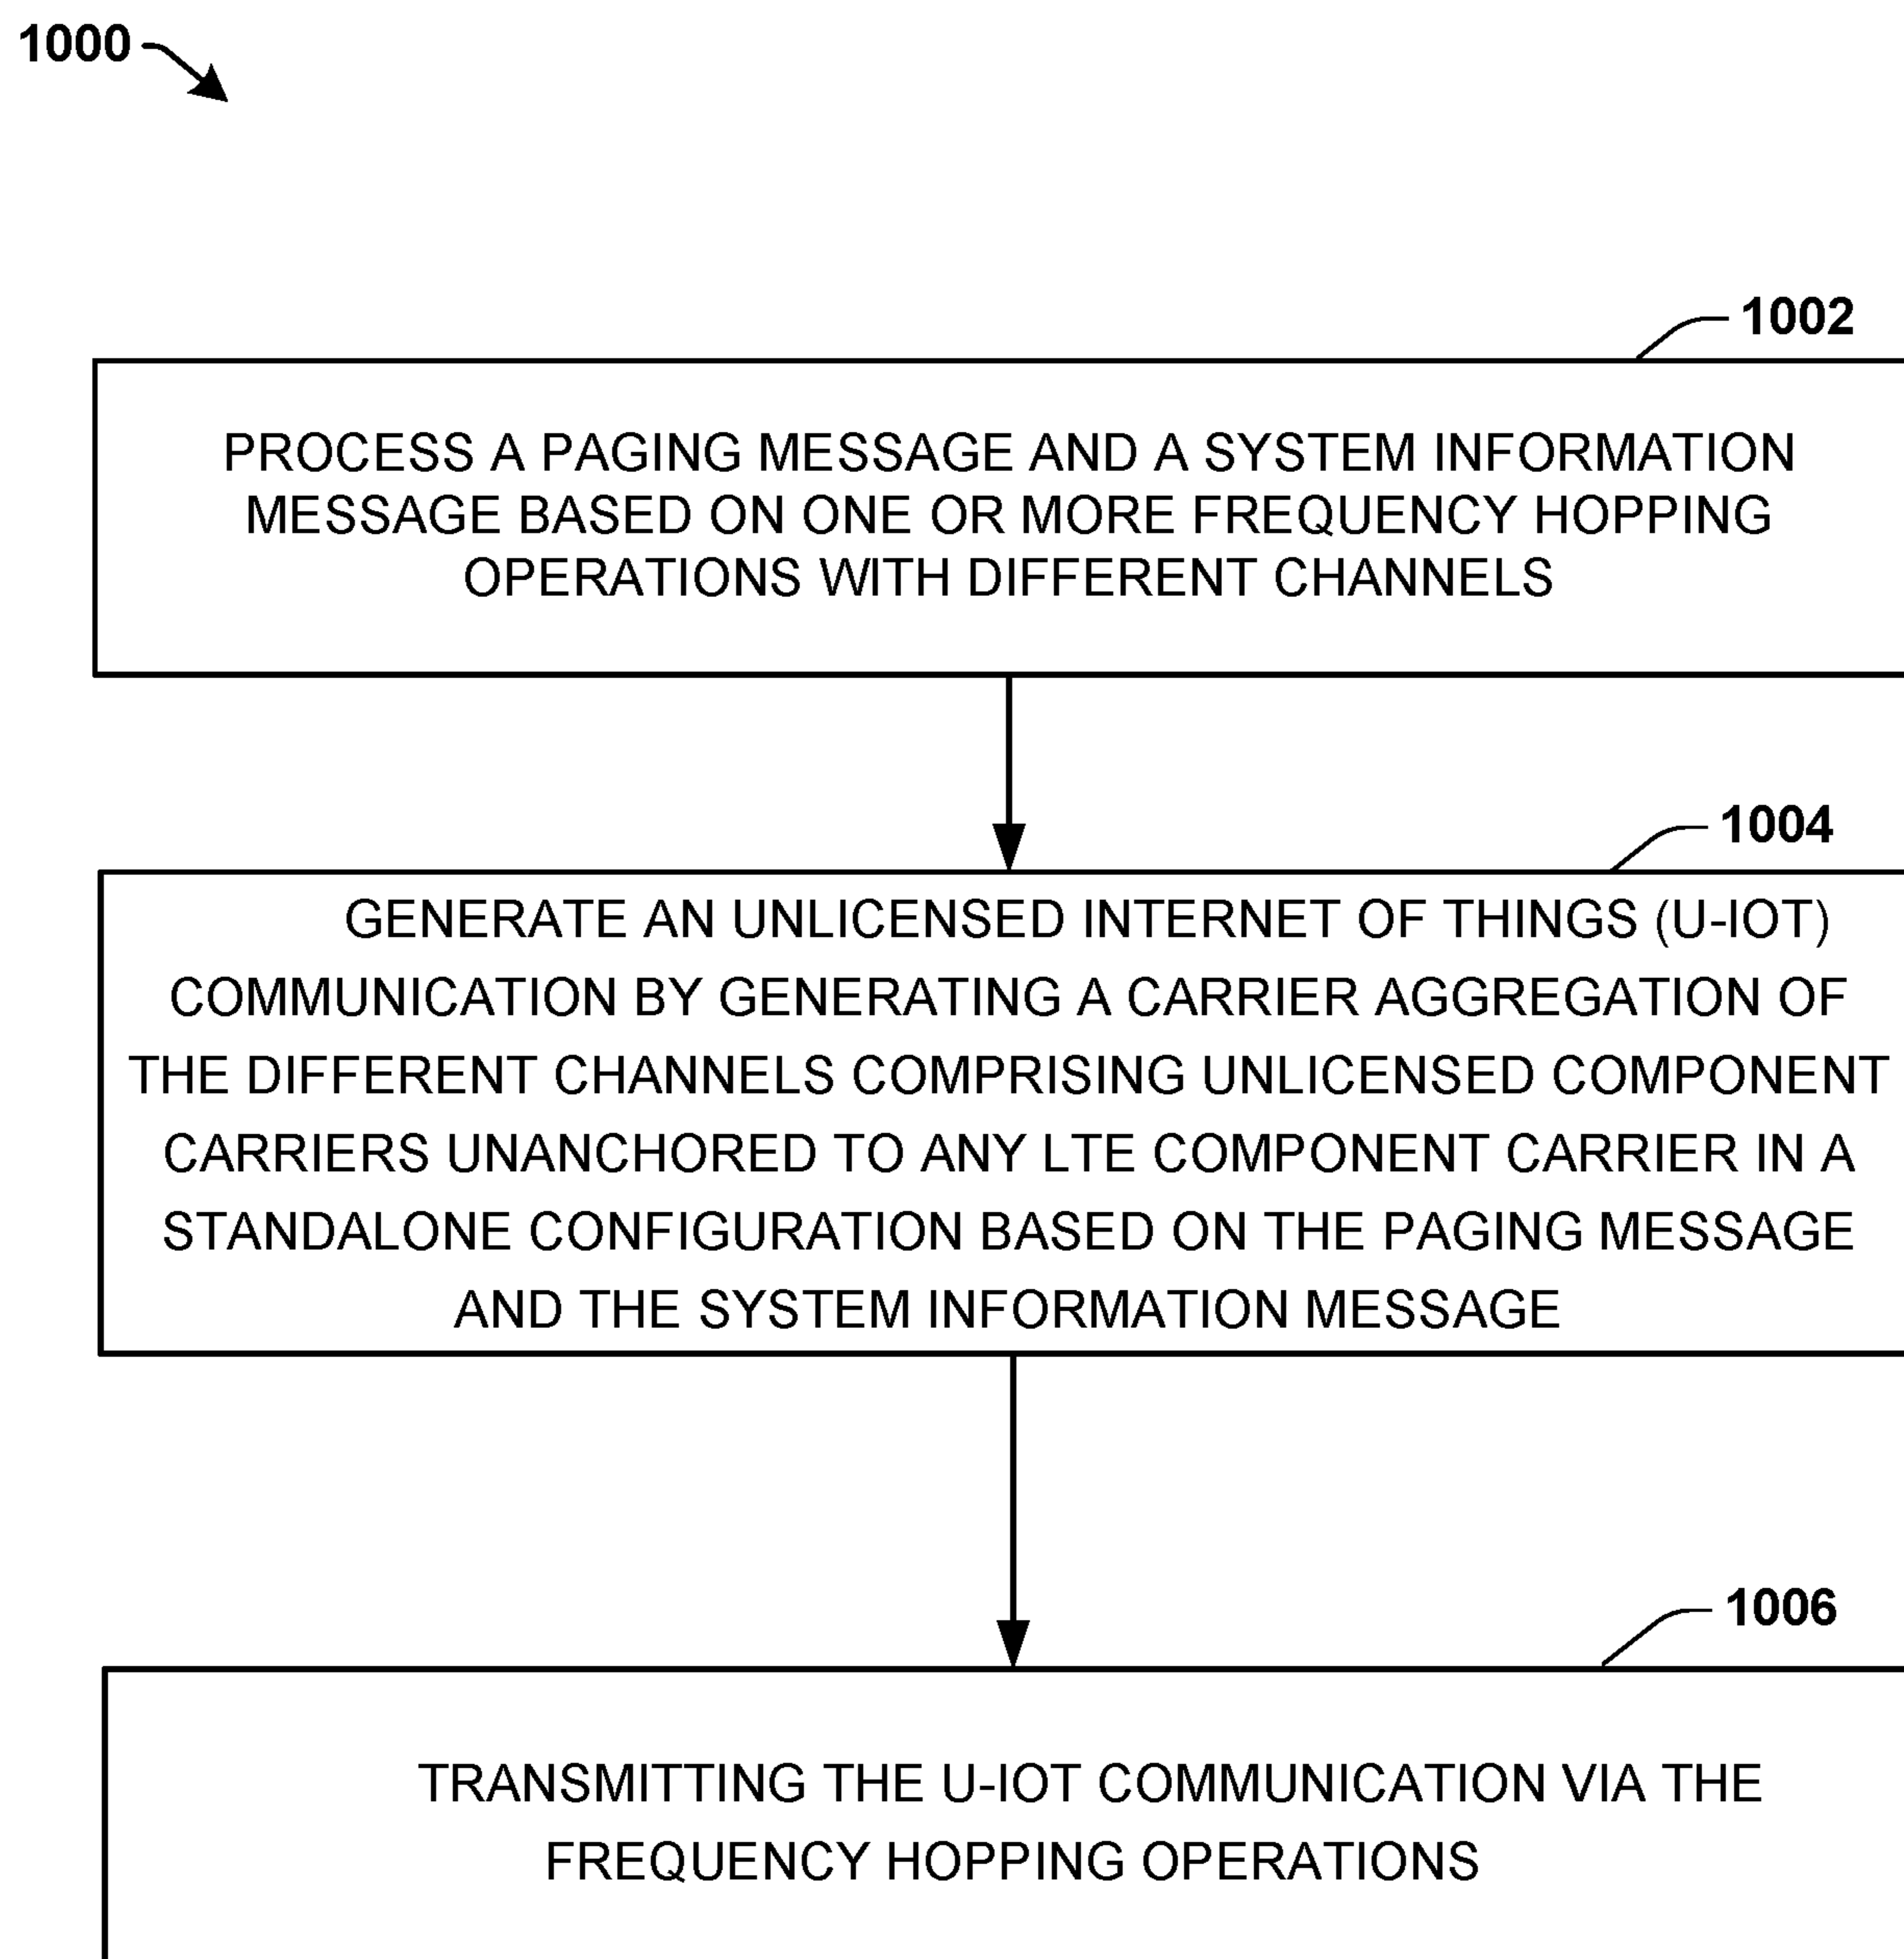 1000
1002
PROCESS A PAGING MESSAGE AND A SYSTEM INFORMATION
MESSAGE BASED ON ONE OR MORE FREQUENCY HOPPING
OPERATIONS WITH DIFFERENT CHANNELS
1004
GENERATE AN UNLICENSED INTERNET OF THINGS (U-IOT)
COMMUNICATION BY GENERATING A CARRIER AGGREGATION OF
THE DIFFERENT CHANNELS COMPRISING UNLICENSED COMPONENT
CARRIERS UNANCHORED TO ANY LTE COMPONENT CARRIER IN A
STANDALONE CONFIGURATION BASED ON THE PAGING MESSAGE
AND THE SYSTEM INFORMATION MESSAGE
1006
TRANSMITTING THE U-IOT COMMUNICATION VIA THE
FREQUENCY HOPPING OPERATIONS